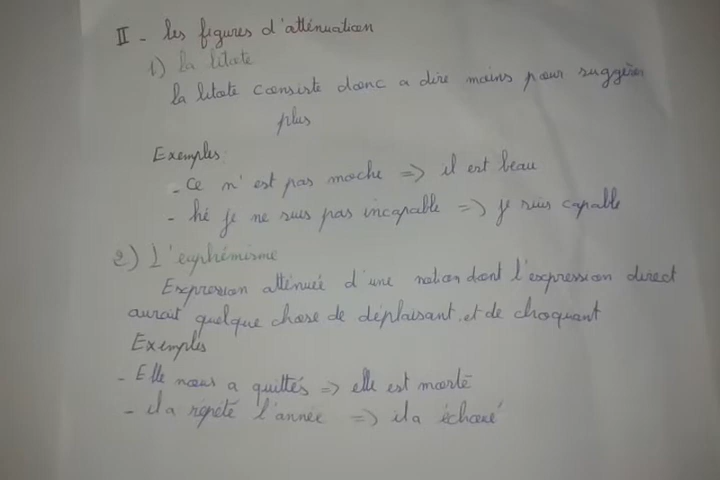 II - les figures d'atténuation
1) la litote
la litote consiste donc a dire moins pour suggérer
plus
Exemples:
- ce n'est pas moche => il est beau
- hé je ne suis pas incapable => je suis capable
2) L'euphémisme
Expression atténuée d'une notion dont l'expression direct
aurait quelque chose de déplaisant et de choquant
Exemples
- Elle nous a quittés => elle est morte
- il a répété l'année => il a échoué